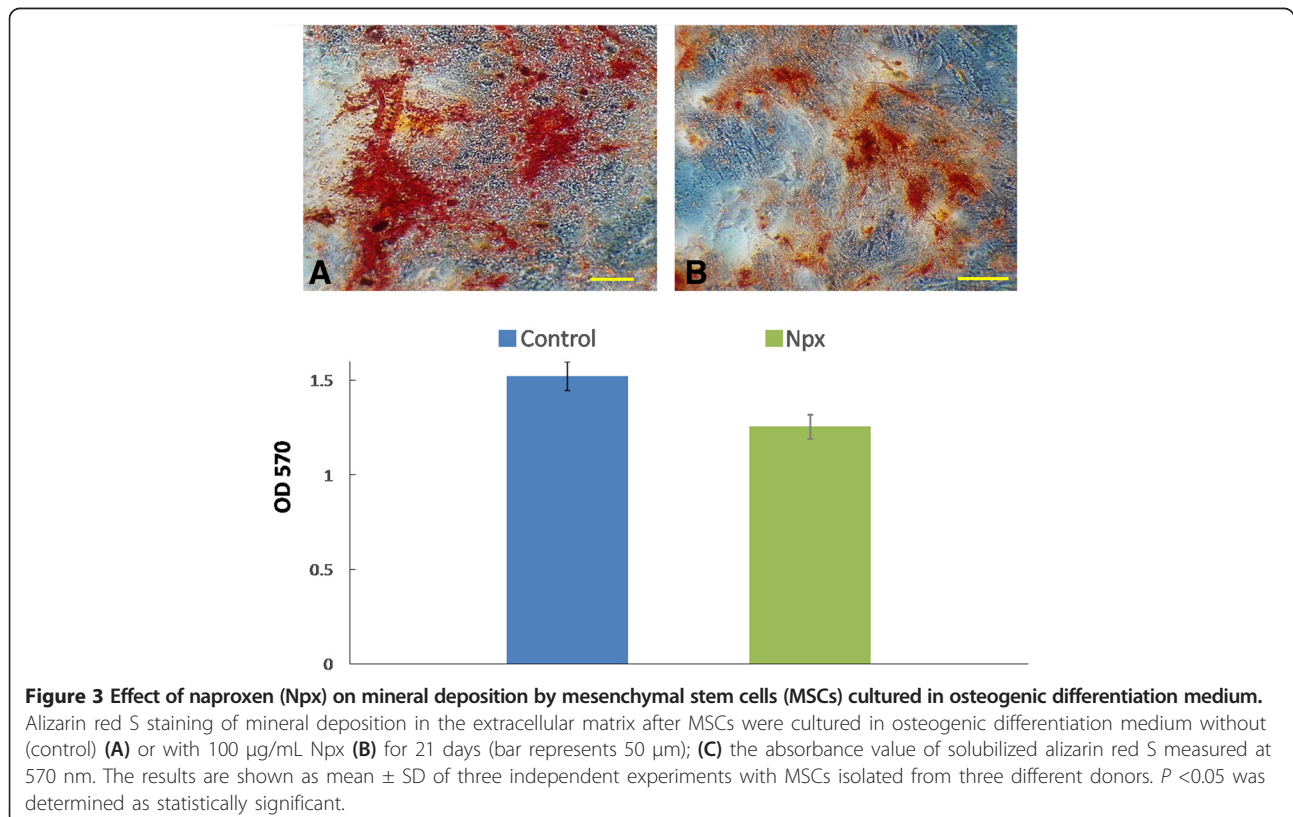 A
B
Control Npx
1.5
1
0.5
0
OD 570
Figure 3 Effect of naproxen (Npx) on mineral deposition by mesenchymal stem cells (MSCs) cultured in osteogenic differentiation medium.
Alizarin red S staining of mineral deposition in the extracellular matrix after MSCs were cultured in osteogenic differentiation medium without
(control) (A) or with 100 μg/mL Npx (B) for 21 days (bar represents 50 μm); (C) the absorbance value of solubilized alizarin red S measured at
570 nm. The results are shown as mean ± SD of three independent experiments with MSCs isolated from three different donors. P <0.05 was
determined as statistically significant.